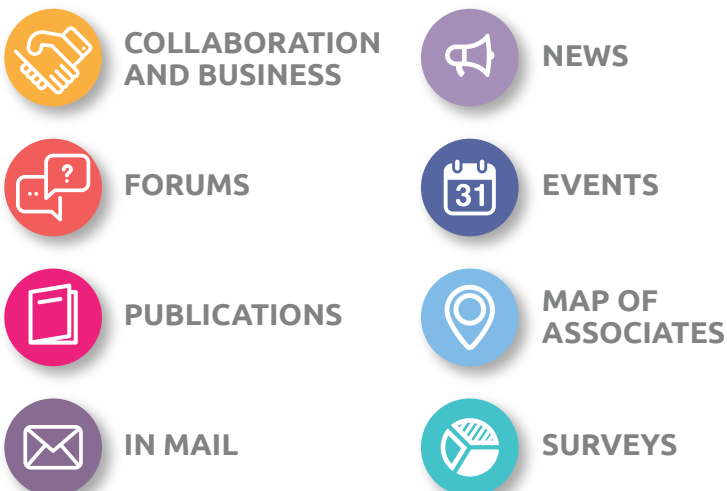 COLLABORATION
AND BUSINESS
NEWS
?
FORUMS
31
EVENTS
PUBLICATIONS
MAP OF
ASSOCIATES
IN MAIL
SURVEYS